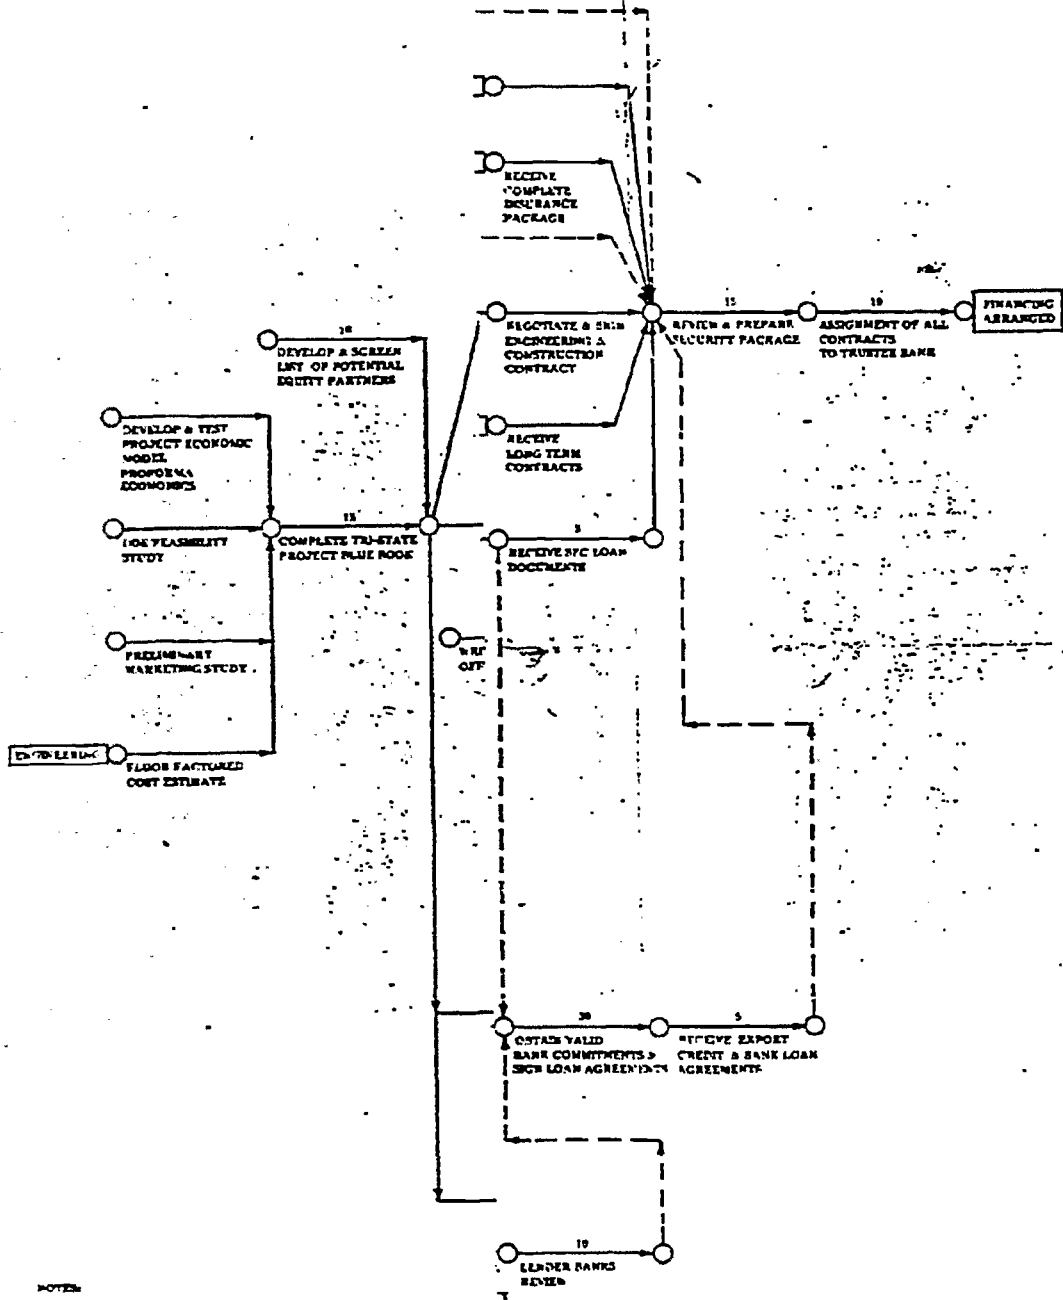 RECEIVE
COMPLETE
INSURANCE
PACKAGE
15
10
FINANCING
ARRANGED
NEGOTIATE & SIGN
ENGINEERING &
CONSTRUCTION
CONTRACT
REVIEW & PREPARE
SECURITY PACKAGE
ASSIGNMENT OF ALL
CONTRACTS
TO TRUSTEE BANK
DEVELOP & SCREEN
LIST OF POTENTIAL
EQUITY PARTNERS
DEVELOP & TEST
PROJECT ECONOMIC
MODEL
PROFORMA
ECONOMICS
RECEIVE
LONG TERM
CONTRACTS
FEASIBILITY
STUDY
COMPLETE TRI-STATE
PROJECT BLUE BOOK
RECEIVE SFC LOAN
DOCUMENTS
PRELIMINARY
MARKETING STUDY
OFF
ENGINEERING
FLUOR FACTORED
COST ESTIMATE
30
5
OBTAIN VALID
BANK COMMITMENTS &
SIGN LOAN AGREEMENTS
RECEIVE EXPORT
CREDIT & BANK LOAN
AGREEMENTS
10
LENDER BANKS
REVIEW
NOTES: